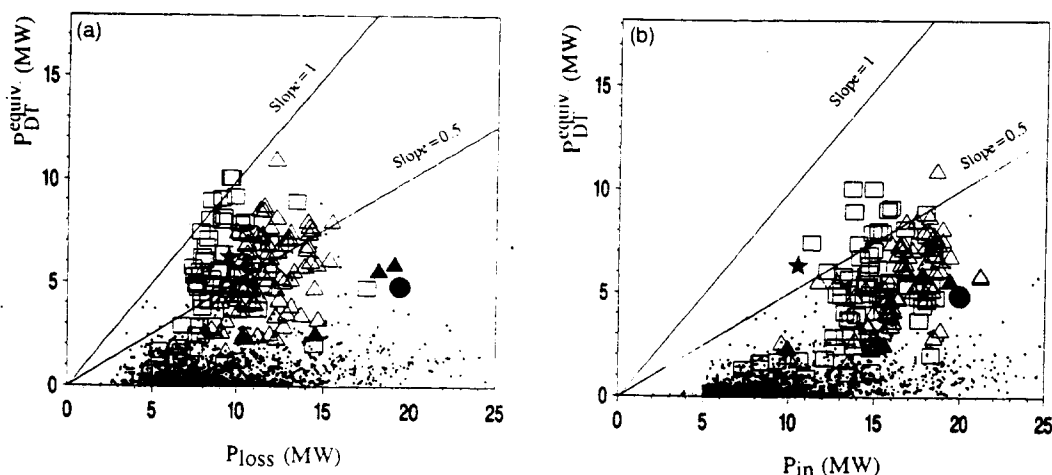 (a)
P_DT^equiv. (MW)
15
10
5
0
Slope=1
Slope=0.5
0 5 10 15 20 25
P_loss (MW)
(b)
P_DT^equiv. (MW)
15
10
5
0
Slope=1
Slope=0.5
0 5 10 15 20 25
P_in (MW)